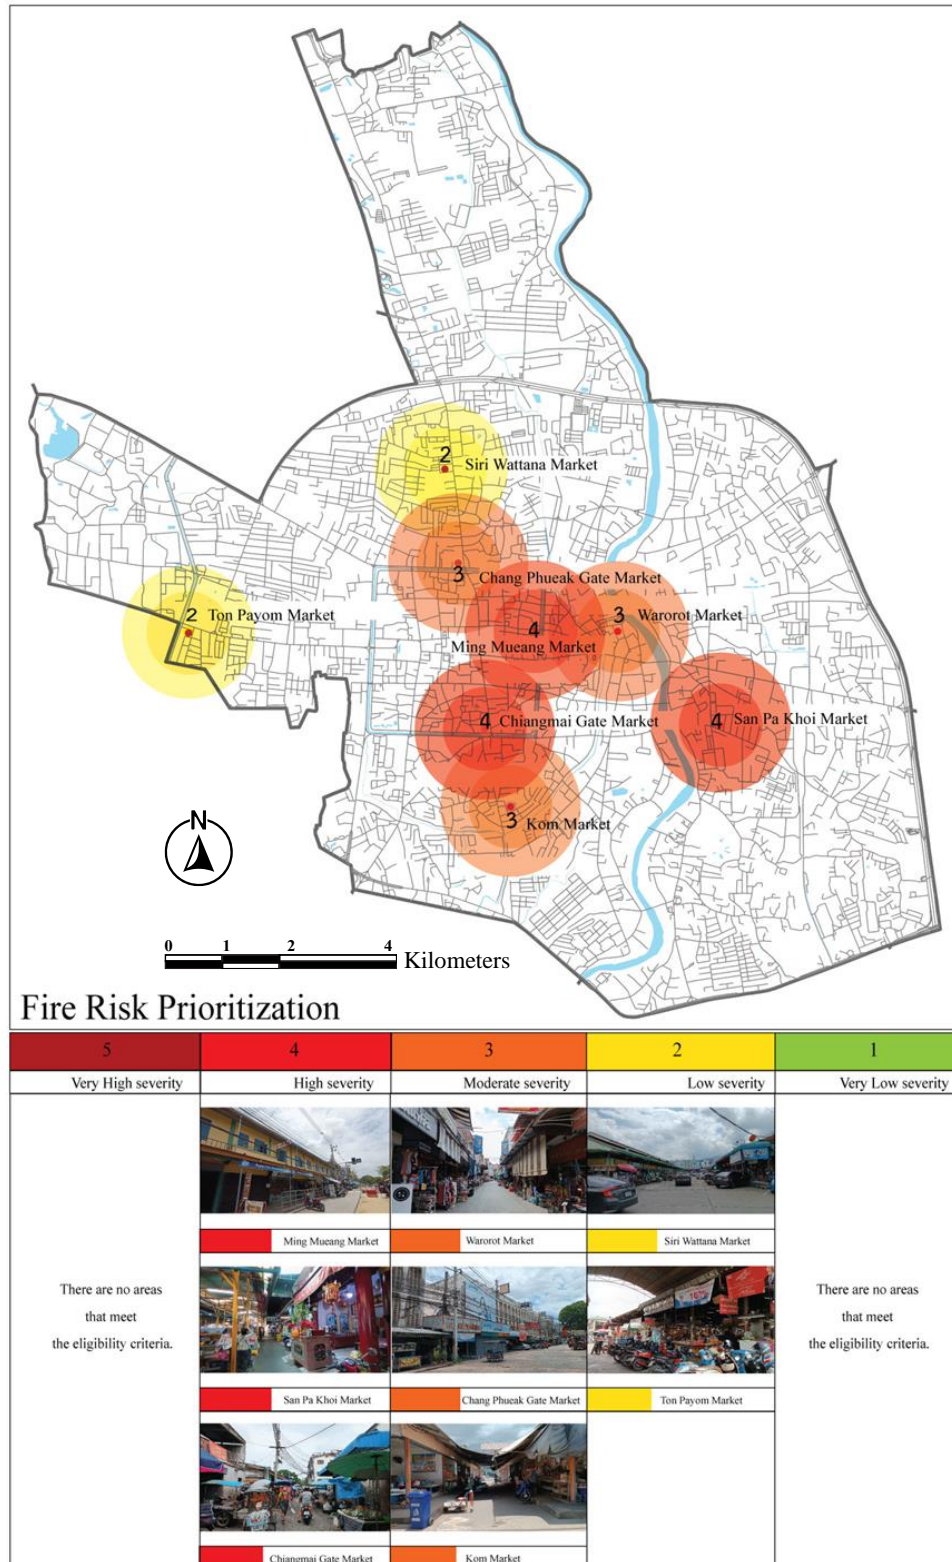 2
Siri Wattana Market
3
Chang Phueak Gate Market
2
Ton Payom Market
3
Warorot Market
4
Ming Mueang Market
4
Chiangmai Gate Market
4
San Pa Khoi Market
3
Kom Market
N
0 1 2 4
Kilometers
Fire Risk Prioritization
5 4 3 2 1
Very High severity High severity Moderate severity Low severity Very Low severity
Ming Mueang Market Warorot Market Siri Wattana Market
There are no areas
that meet
the eligibility criteria.
There are no areas
that meet
the eligibility criteria.
San Pa Khoi Market Chang Phueak Gate Market Ton Payom Market
Chiangmai Gate Market Kom Market